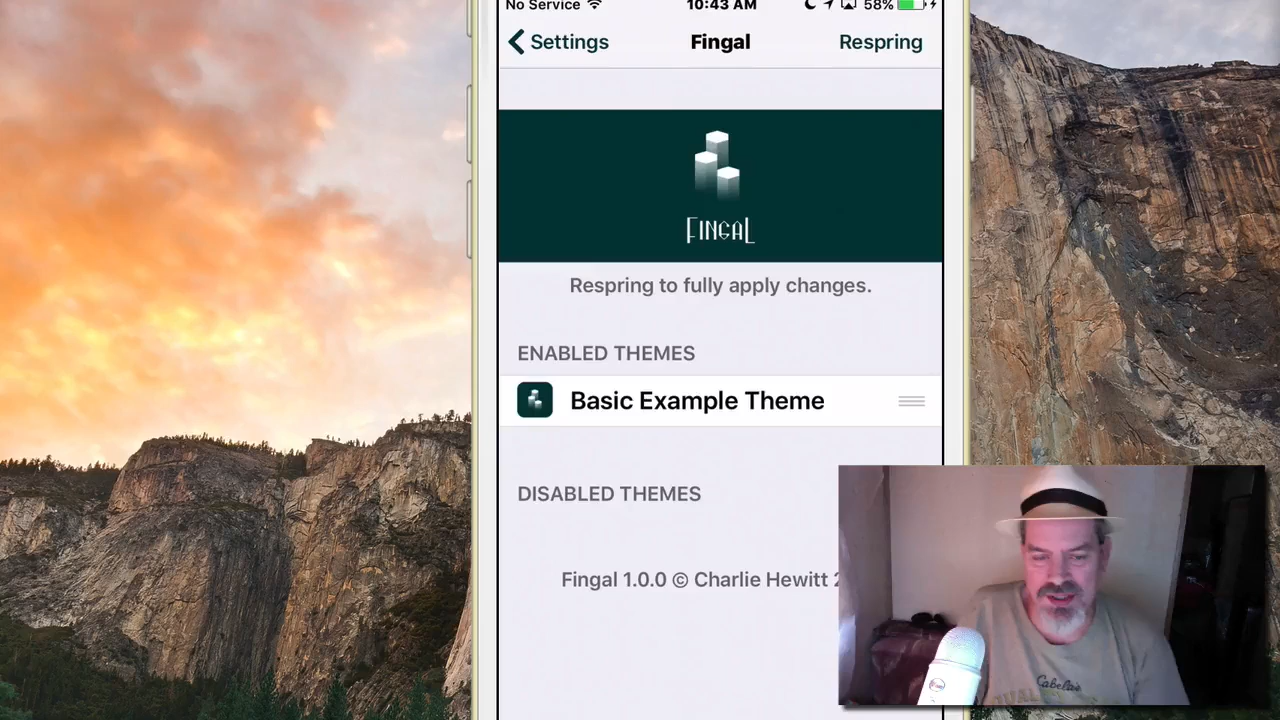 No Service 10:43 AM 58%
Settings Fingal Respring
FINGAL
Respring to fully apply changes.
ENABLED THEMES
Basic Example Theme
DISABLED THEMES
Fingal 1.0.0 © Charlie Hewitt
Cabela's